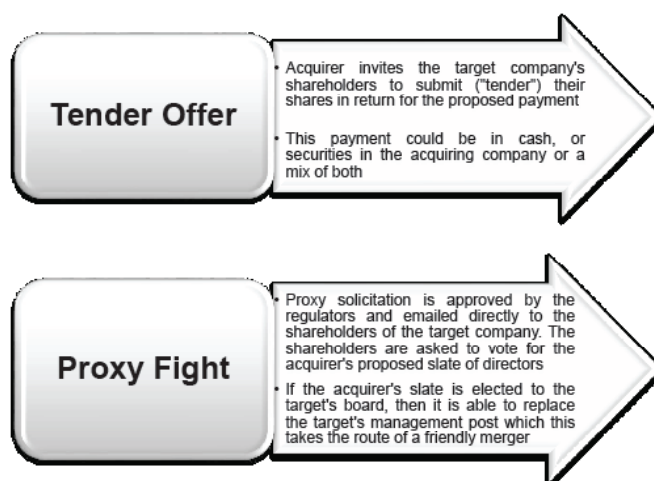 Tender Offer
• Acquirer invites the target company's
shareholders to submit ("tender") their
shares in return for the proposed payment
• This payment could be in cash, or
securities in the acquiring company or a
mix of both
Proxy Fight
• Proxy solicitation is approved by the
regulators and emailed directly to the
shareholders of the target company. The
shareholders are asked to vote for the
acquirer's proposed slate of directors
• If the acquirer's slate is elected to the
target's board, then it is able to replace
the target's management post which this
takes the route of a friendly merger